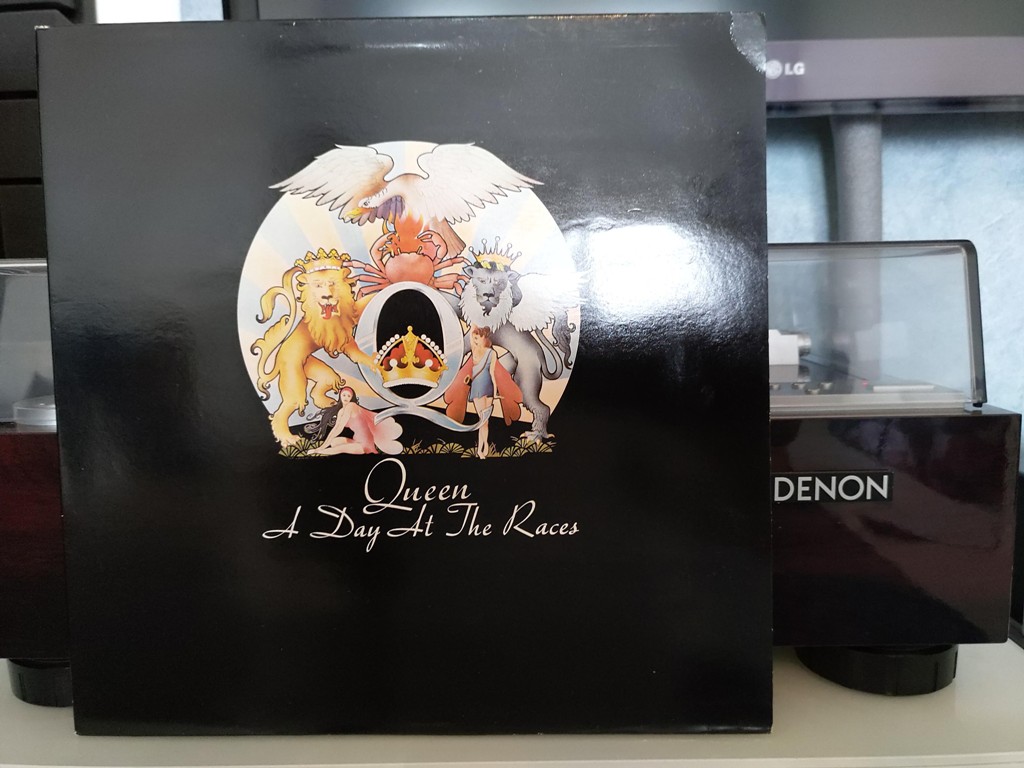 LG
Queen
A Day At The Races
DENON